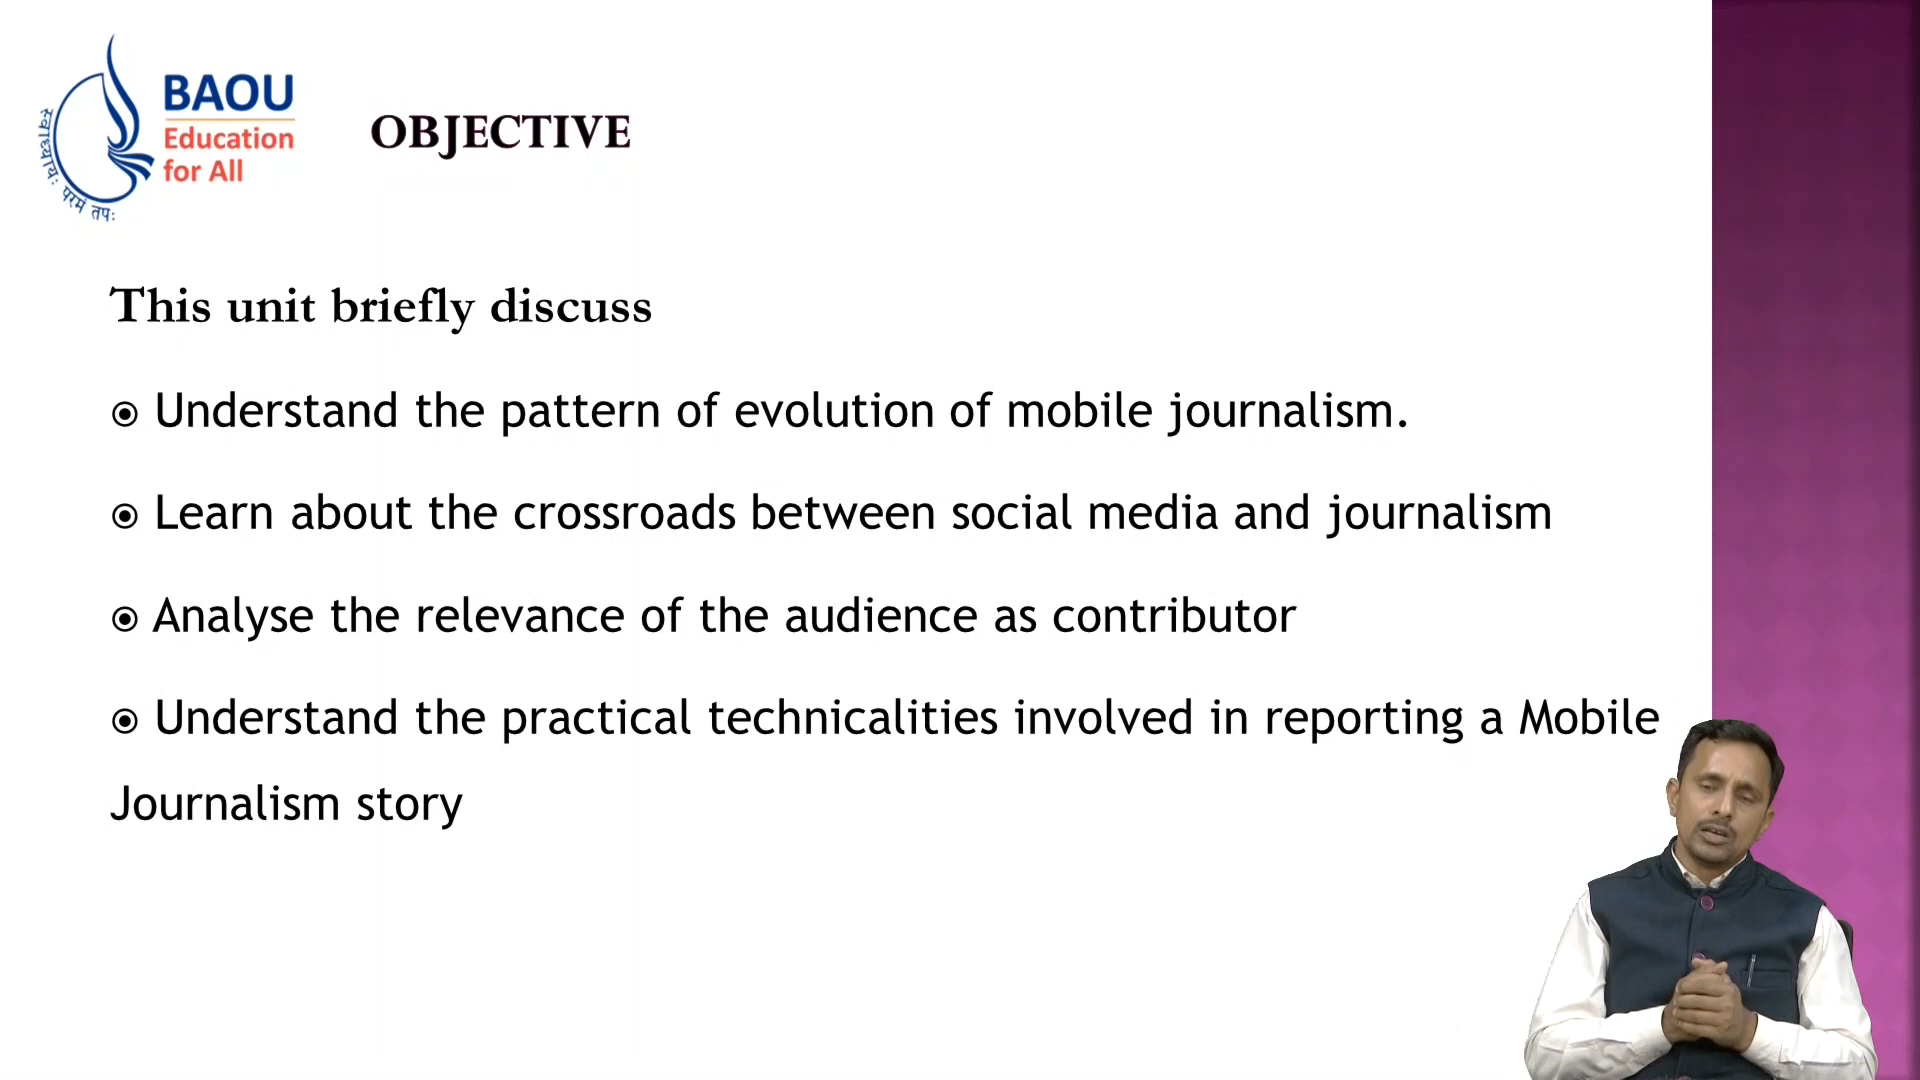 BAOU
Education
for All
स्वाध्यायः परमं तपः
OBJECTIVE
This unit briefly discuss
Understand the pattern of evolution of mobile journalism.
Learn about the crossroads between social media and journalism
Analyse the relevance of the audience as contributor
Understand the practical technicalities involved in reporting a Mobile
Journalism story